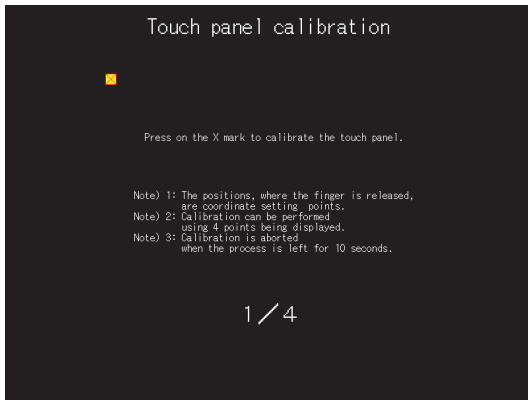 Touch panel calibration
X
Press on the X mark to calibrate the touch panel.
Note) 1: The positions, where the finger is released,
are coordinate setting points.
Note) 2: Calibration can be performed
using 4 points being displayed.
Note) 3: Calibration is aborted
when the process is left for 10 seconds.
1/4